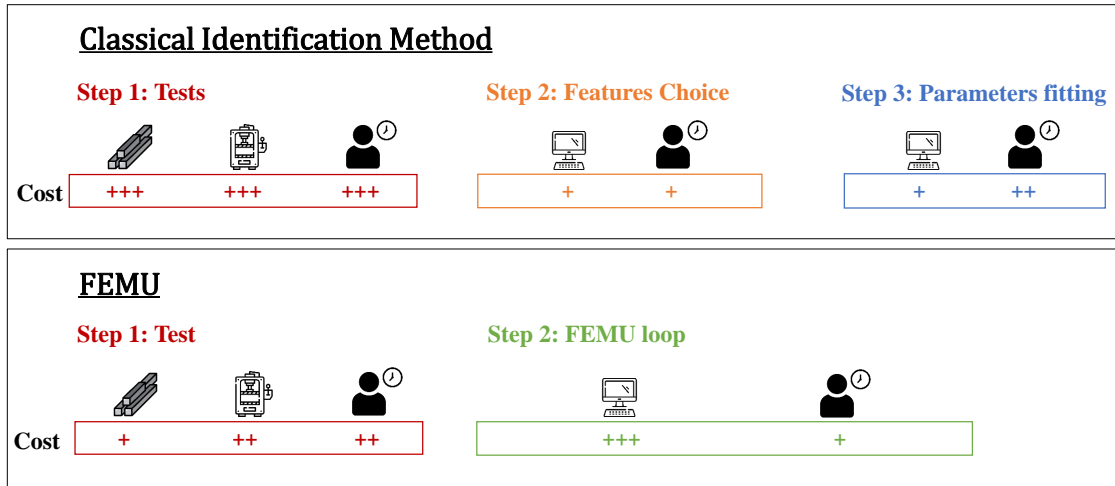 Classical Identification Method
Step 1: Tests Step 2: Features Choice Step 3: Parameters fitting
Cost +++ +++ +++ + + + ++
FEMU
Step 1: Test Step 2: FEMU loop
Cost + ++ ++ +++ +